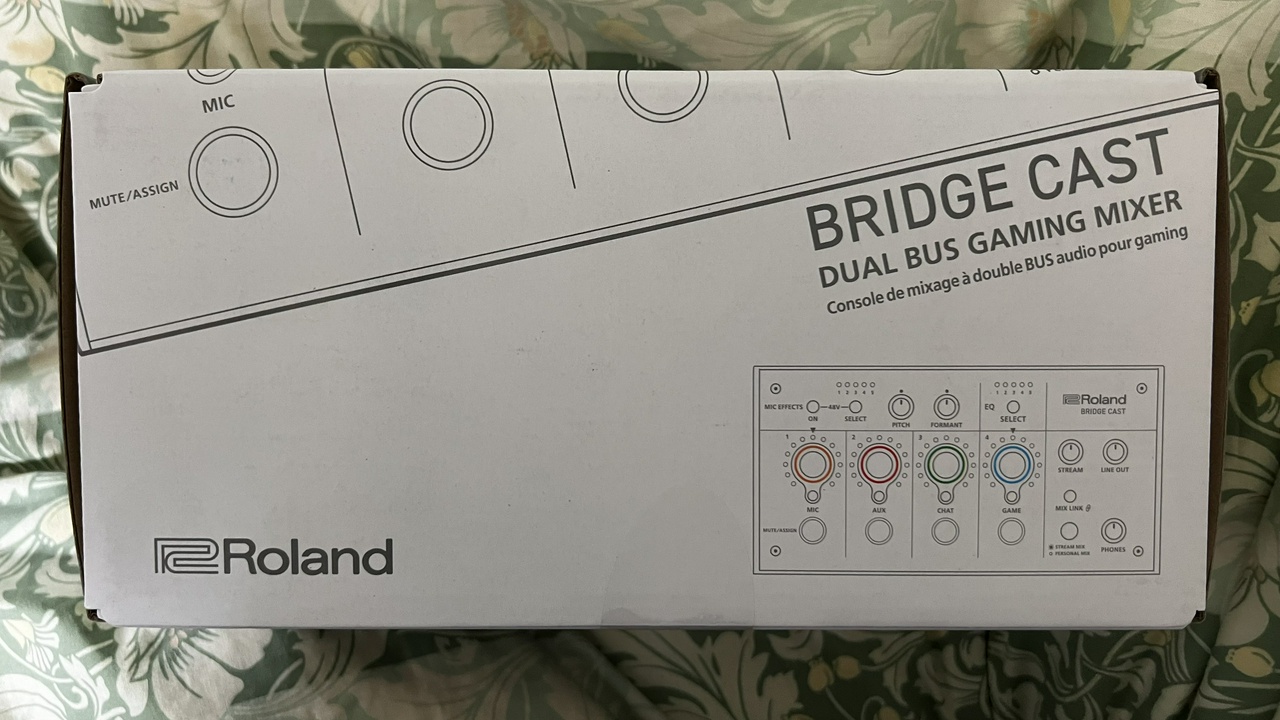 MIC
MUTE/ASSIGN
BRIDGE CAST
DUAL BUS GAMING MIXER
Console de mixage à double BUS audio pour gaming
Roland
1 2 3 4 5
1 2 3 4 5
MIC EFFECTS
ON
48V
SELECT
PITCH
FORMANT
EQ
SELECT
Roland
BRIDGE CAST
1
2
3
4
STREAM
LINE OUT
MIC
AUX
CHAT
GAME
MIX LINK
MUTE/ASSIGN
STREAM MIX
PERSONAL MIX
PHONES